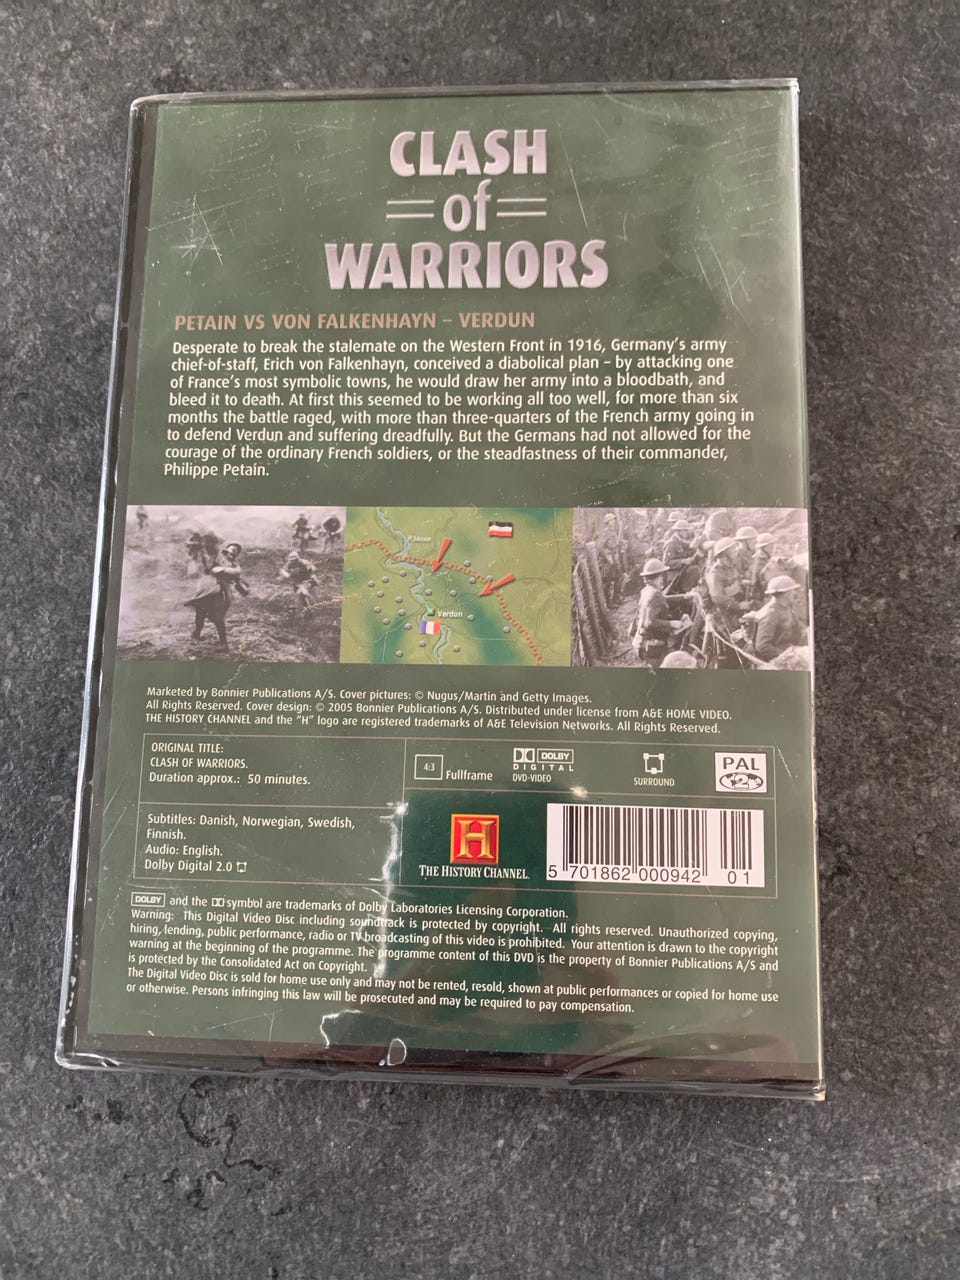 CLASH
of
WARRIORS
PETAIN VS VON FALKENHAYN – VERDUN
Desperate to break the stalemate on the Western Front in 1916, Germany's army
chief-of-staff, Erich von Falkenhayn, conceived a diabolical plan – by attacking one
of France's most symbolic towns, he would draw her army into a bloodbath, and
bleed it to death. At first this seemed to be working all too well, for more than six
months the battle raged, with more than three-quarters of the French army going in
to defend Verdun and suffering dreadfully. But the Germans had not allowed for the
courage of the ordinary French soldiers, or the steadfastness of their commander,
Philippe Petain.
R Meuse
Verdun
Marketed by Bonnier Publications A/S. Cover pictures: © Nugus/Martin and Getty Images.
All Rights Reserved. Cover design: © 2005 Bonnier Publications A/S. Distributed under license from A&E HOME VIDEO.
THE HISTORY CHANNEL and the "H" logo are registered trademarks of A&E Television Networks. All Rights Reserved.
ORIGINAL TITLE:
CLASH OF WARRIORS.
Duration approx.: 50 minutes.
4:3 Fullframe
DOLBY
DIGITAL
DVD-VIDEO
SURROUND
PAL
2
Subtitles: Danish, Norwegian, Swedish,
Finnish.
Audio: English.
Dolby Digital 2.0
H
THE HISTORY CHANNEL
5 701862 000942 01
DOLBY and the symbol are trademarks of Dolby Laboratories Licensing Corporation.
Warning: This Digital Video Disc including soundtrack is protected by copyright. All rights reserved. Unauthorized copying,
hiring, lending, public performance, radio or TV broadcasting of this video is prohibited. Your attention is drawn to the copyright
warning at the beginning of the programme. The programme content of this DVD is the property of Bonnier Publications A/S and
is protected by the Consolidated Act on Copyright.
The Digital Video Disc is sold for home use only and may not be rented, resold, shown at public performances or copied for home use
or otherwise. Persons infringing this law will be prosecuted and may be required to pay compensation.